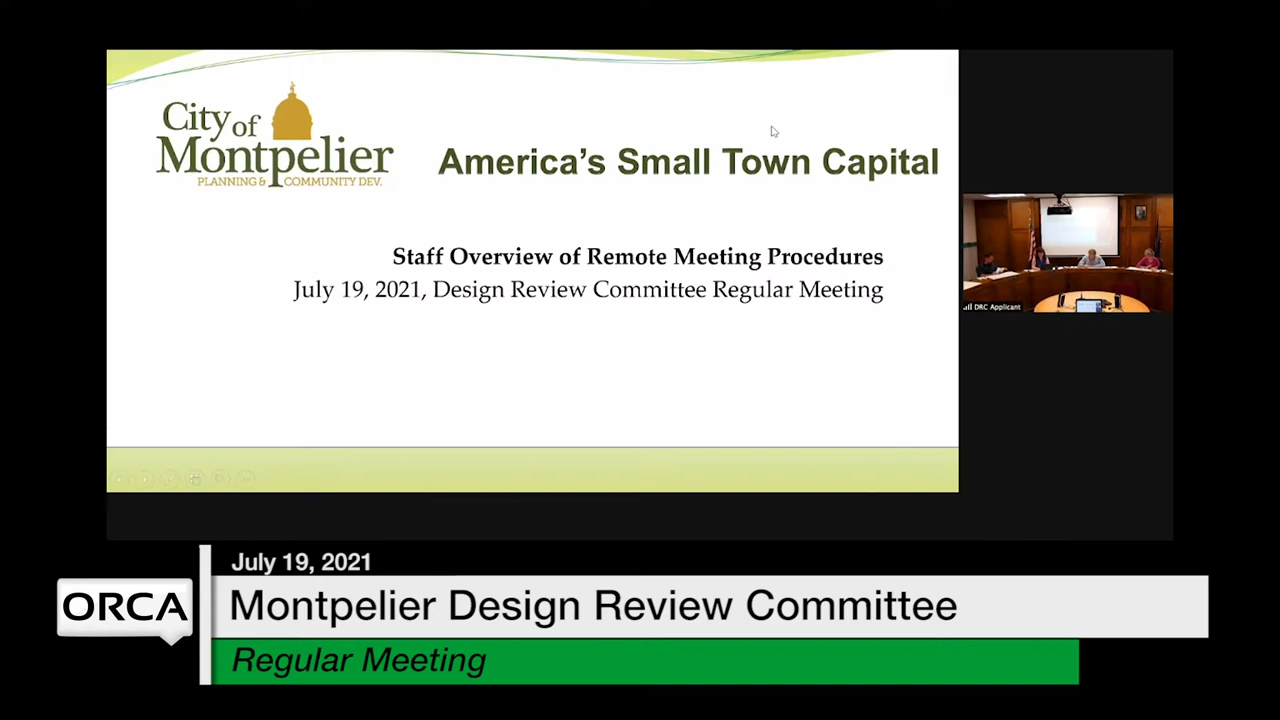 City of
Montpelier
PLANNING & COMMUNITY DEV.
America's Small Town Capital
Staff Overview of Remote Meeting Procedures
July 19, 2021, Design Review Committee Regular Meeting
DRC Applicant
July 19, 2021
ORCA
Montpelier Design Review Committee
Regular Meeting